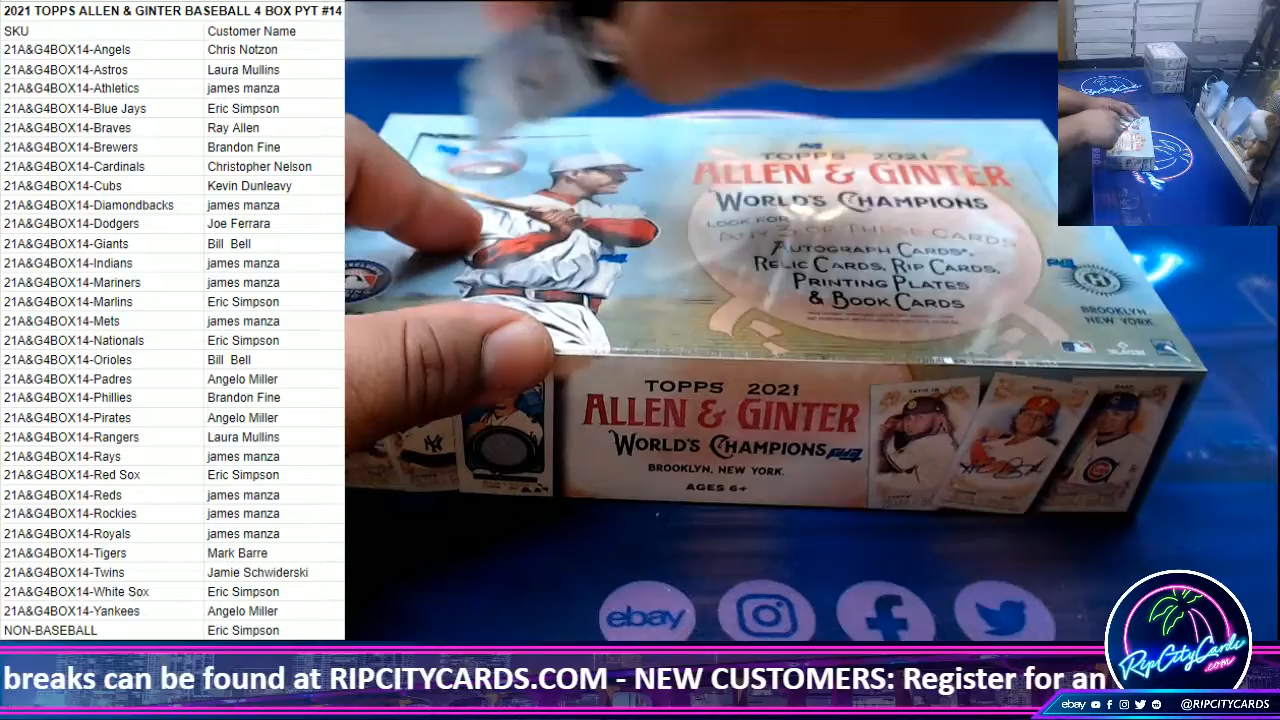 2021 TOPPS ALLEN & GINTER BASEBALL 4 BOX PYT #14
SKU Customer Name
21A&G4BOX14-Angels Chris Notzon
21A&G4BOX14-Astros Laura Mullins
21A&G4BOX14-Athletics james manza
21A&G4BOX14-Blue Jays Eric Simpson
21A&G4BOX14-Braves Ray Allen
21A&G4BOX14-Brewers Brandon Fine
21A&G4BOX14-Cardinals Christopher Nelson
21A&G4BOX14-Cubs Kevin Dunleavy
21A&G4BOX14-Diamondbacks james manza
21A&G4BOX14-Dodgers Joe Ferrara
21A&G4BOX14-Giants Bill Bell
21A&G4BOX14-Indians james manza
21A&G4BOX14-Mariners james manza
21A&G4BOX14-Marlins Eric Simpson
21A&G4BOX14-Mets james manza
21A&G4BOX14-Nationals Eric Simpson
21A&G4BOX14-Orioles Bill Bell
21A&G4BOX14-Padres Angelo Miller
21A&G4BOX14-Phillies Brandon Fine
21A&G4BOX14-Pirates Angelo Miller
21A&G4BOX14-Rangers Laura Mullins
21A&G4BOX14-Rays james manza
21A&G4BOX14-Red Sox Eric Simpson
21A&G4BOX14-Reds james manza
21A&G4BOX14-Rockies james manza
21A&G4BOX14-Royals james manza
21A&G4BOX14-Tigers Mark Barre
21A&G4BOX14-Twins Jamie Schwiderski
21A&G4BOX14-White Sox Eric Simpson
21A&G4BOX14-Yankees Angelo Miller
NON-BASEBALL Eric Simpson
TOPPS 2021
ALLEN & GINTER
WORLD'S CHAMPIONS
LOOK FOR
ANY 3 OF THESE CARDS
AUTOGRAPH CARDS*,
RELIC CARDS, RIP CARDS,
PRINTING PLATES
& BOOK CARDS
BROOKLYN
NEW YORK
TOPPS 2021
ALLEN & GINTER
WORLD'S CHAMPIONS
BROOKLYN, NEW YORK.
AGES 6+
ebay
breaks can be found at RIPCITYCARDS.COM - NEW CUSTOMERS: Register for an
RipCityCards
.com
ebay @RIPCITYCARDS